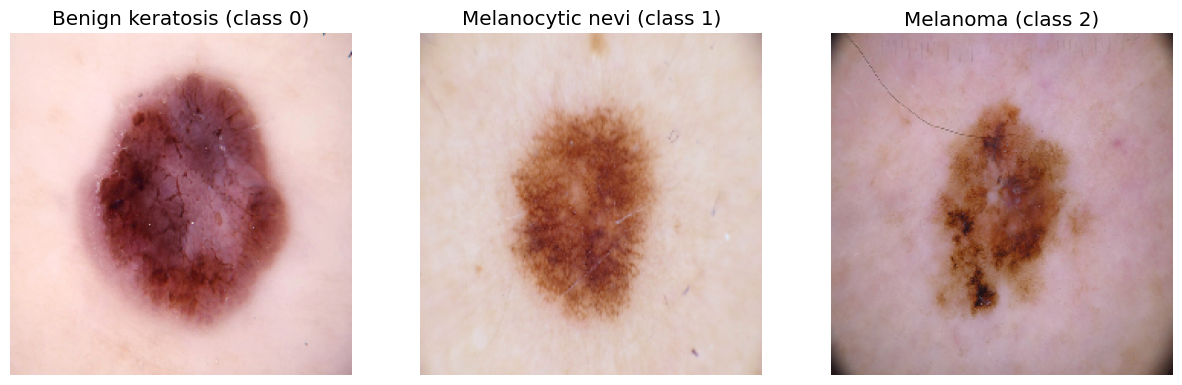 Benign keratosis (class 0)
Melanocytic nevi (class 1)
Melanoma (class 2)